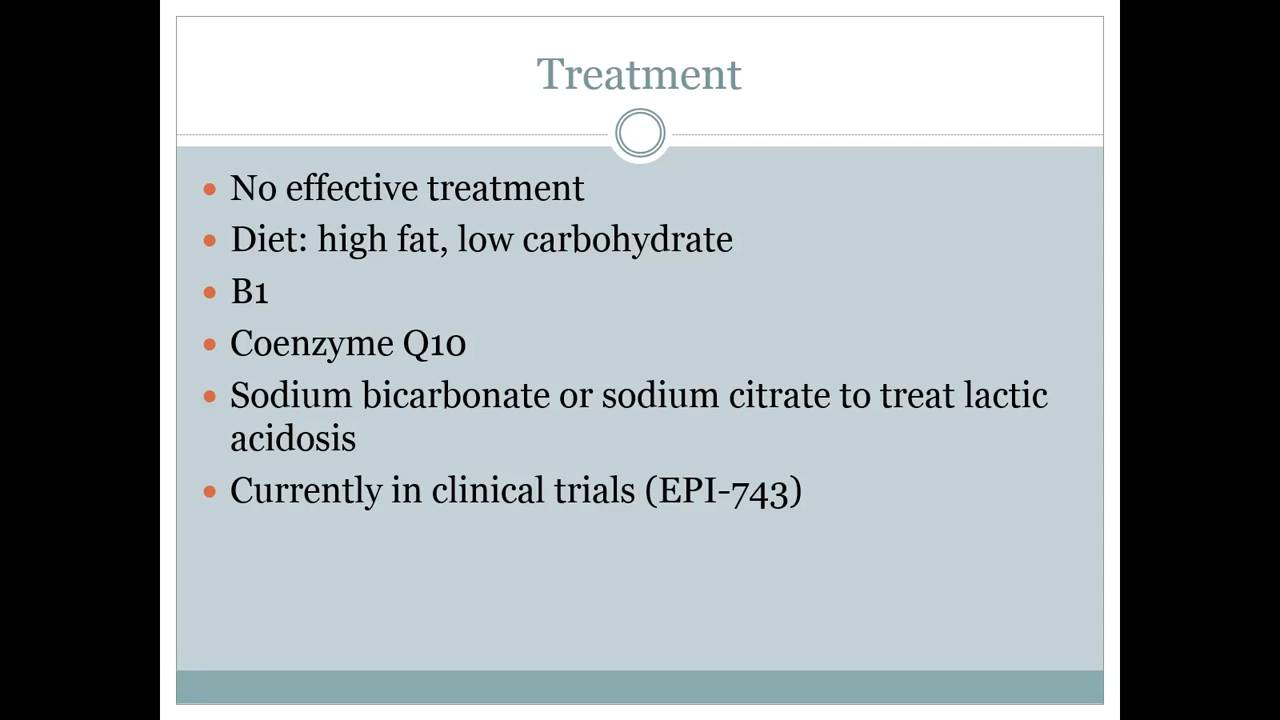 Treatment
No effective treatment
Diet: high fat, low carbohydrate
B1
Coenzyme Q10
Sodium bicarbonate or sodium citrate to treat lactic
acidosis
Currently in clinical trials (EPI-743)